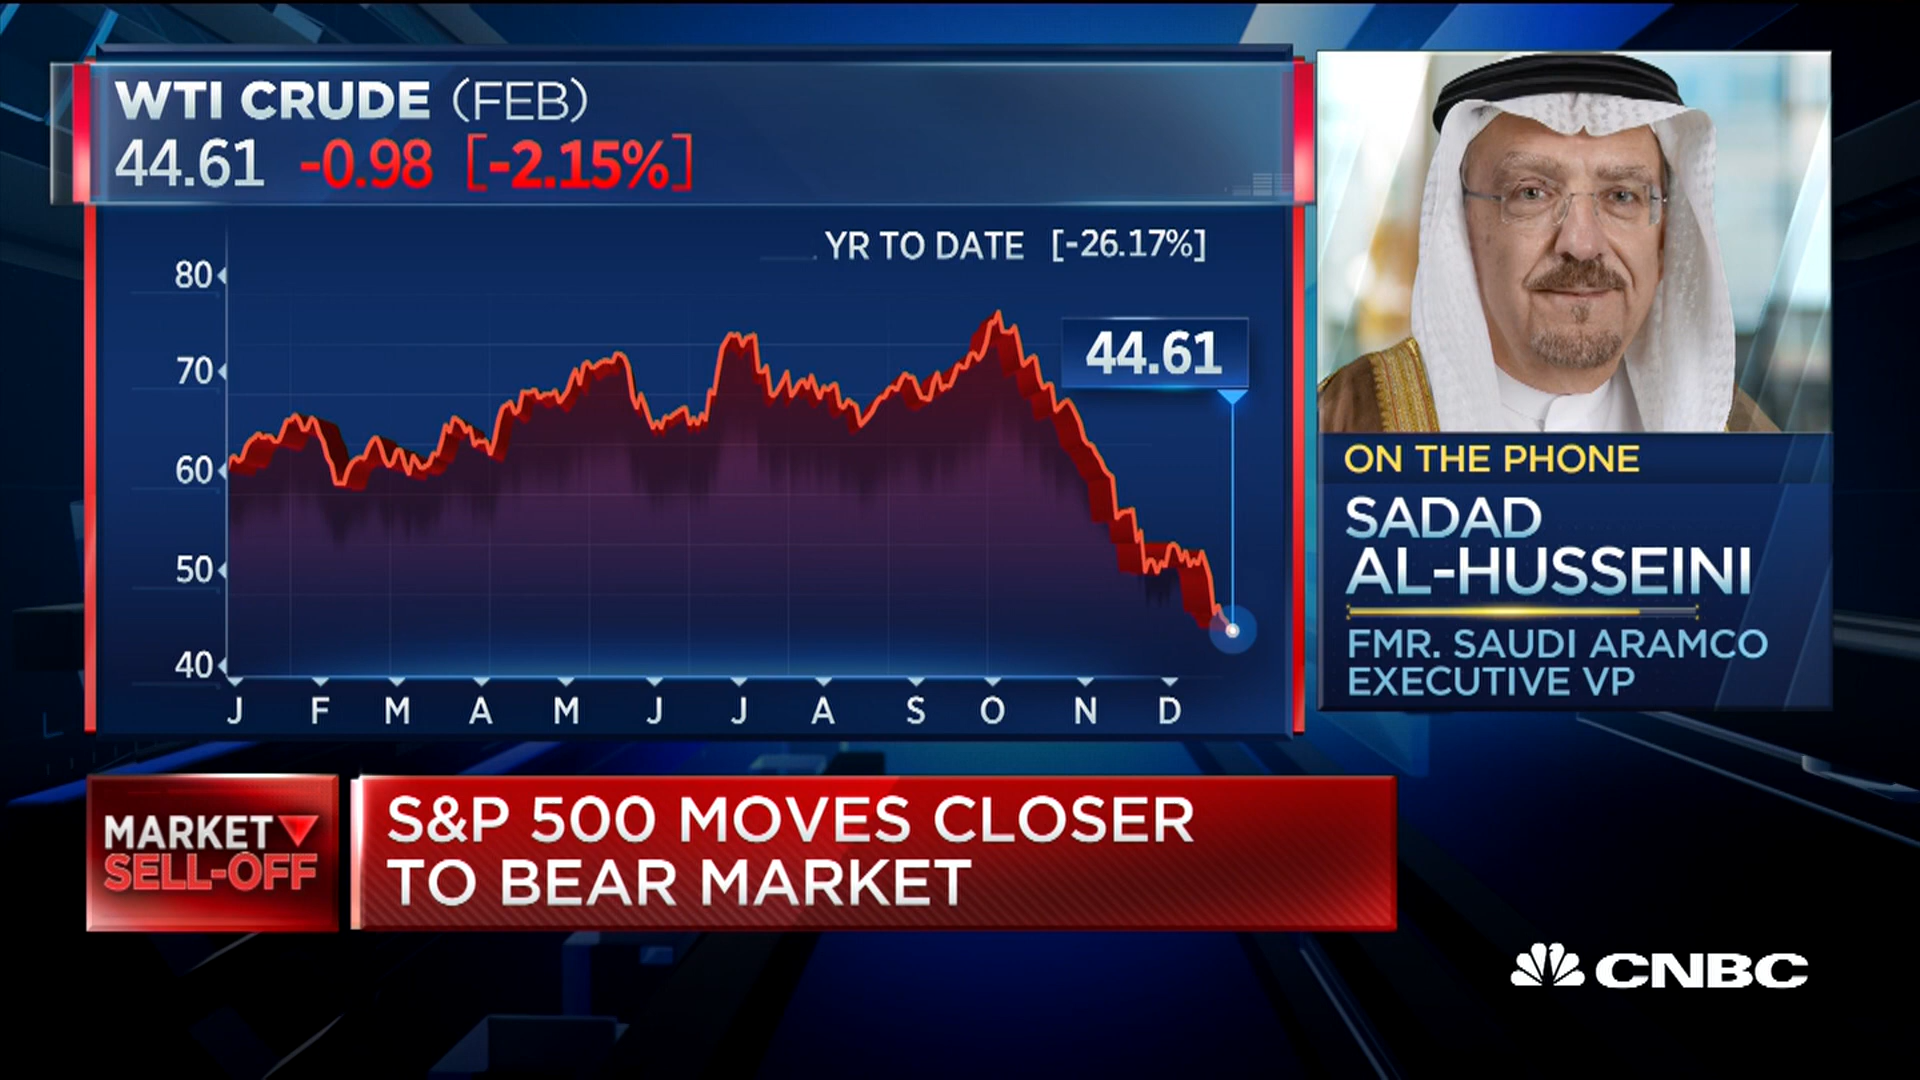 WTI CRUDE (FEB)
44.61 -0.98 [-2.15%]
YR TO DATE [-26.17%]
80
70
60
50
40
44.61
J F M A M J J A S O N D
ON THE PHONE
SADAD
AL-HUSSEINI
FMR. SAUDI ARAMCO
EXECUTIVE VP
MARKET
SELL-OFF
S&P 500 MOVES CLOSER
TO BEAR MARKET
CNBC